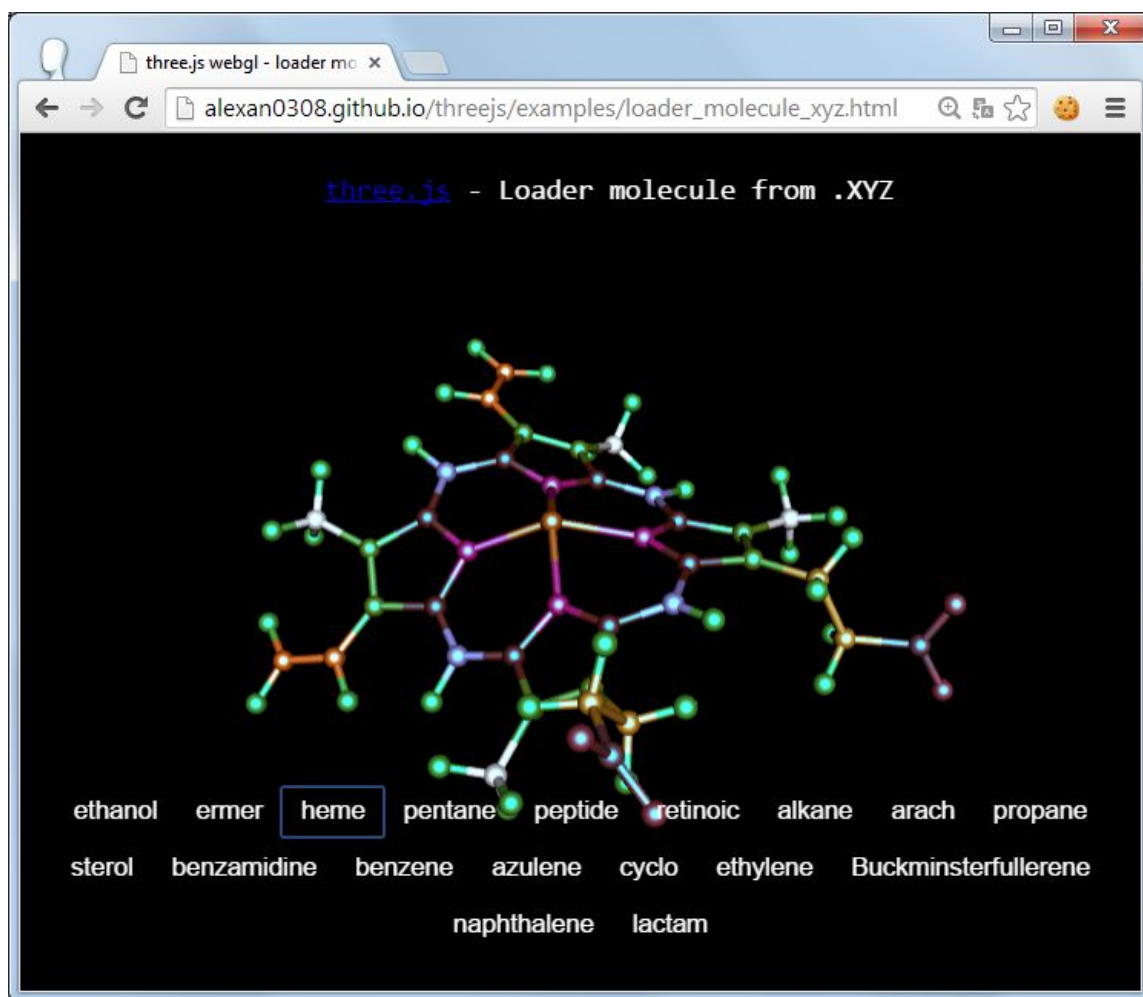 three.js webgl - loader mo
alexan0308.github.io/threejs/examples/loader_molecule_xyz.html
three.js - Loader molecule from .XYZ
ethanol ermer heme pentane peptide retinoic alkane arach propane
sterol benzamidine benzene azulene cyclo ethylene Buckminsterfullerene
naphthalene lactam